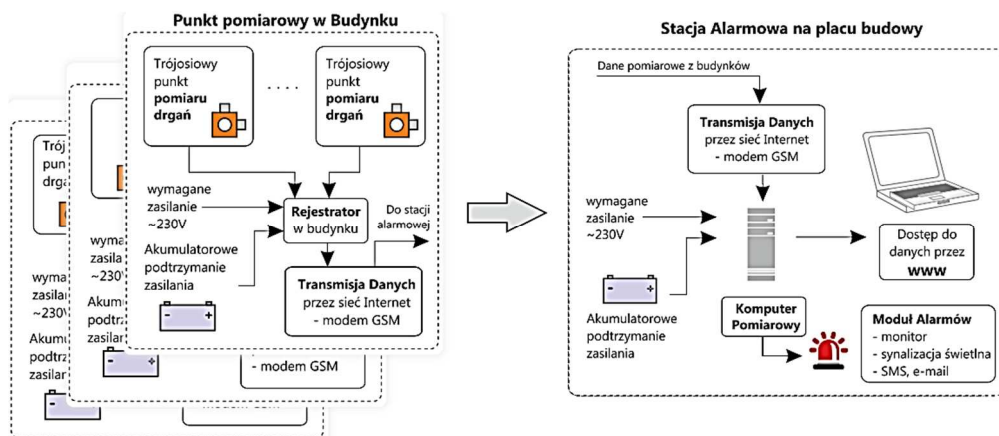 Punkt pomiarowy w Budynku
Trójosiowy
punkt
pomiaru
drgań
. . . .
Trójosiowy
punkt
pomiaru
drgań
wymagane
zasilanie
~230V
Rejestrator
w budynku
Do stacji
alarmowej
Akumulatorowe
podtrzymanie
zasilania
Transmisja Danych
przez sieć Internet
- modem GSM
- modem GSM
~230V
Stacja Alarmowa na placu budowy
Dane pomiarowe z budynków
Transmisja Danych
przez sieć Internet
- modem GSM
wymagane
zasilanie
~230V
Dostęp do
danych przez
www
Akumulatorowe
podtrzymanie
zasilania
Komputer
Pomiarowy
Moduł Alarmów
- monitor
- synalizacja świetlna
- SMS, e-mail